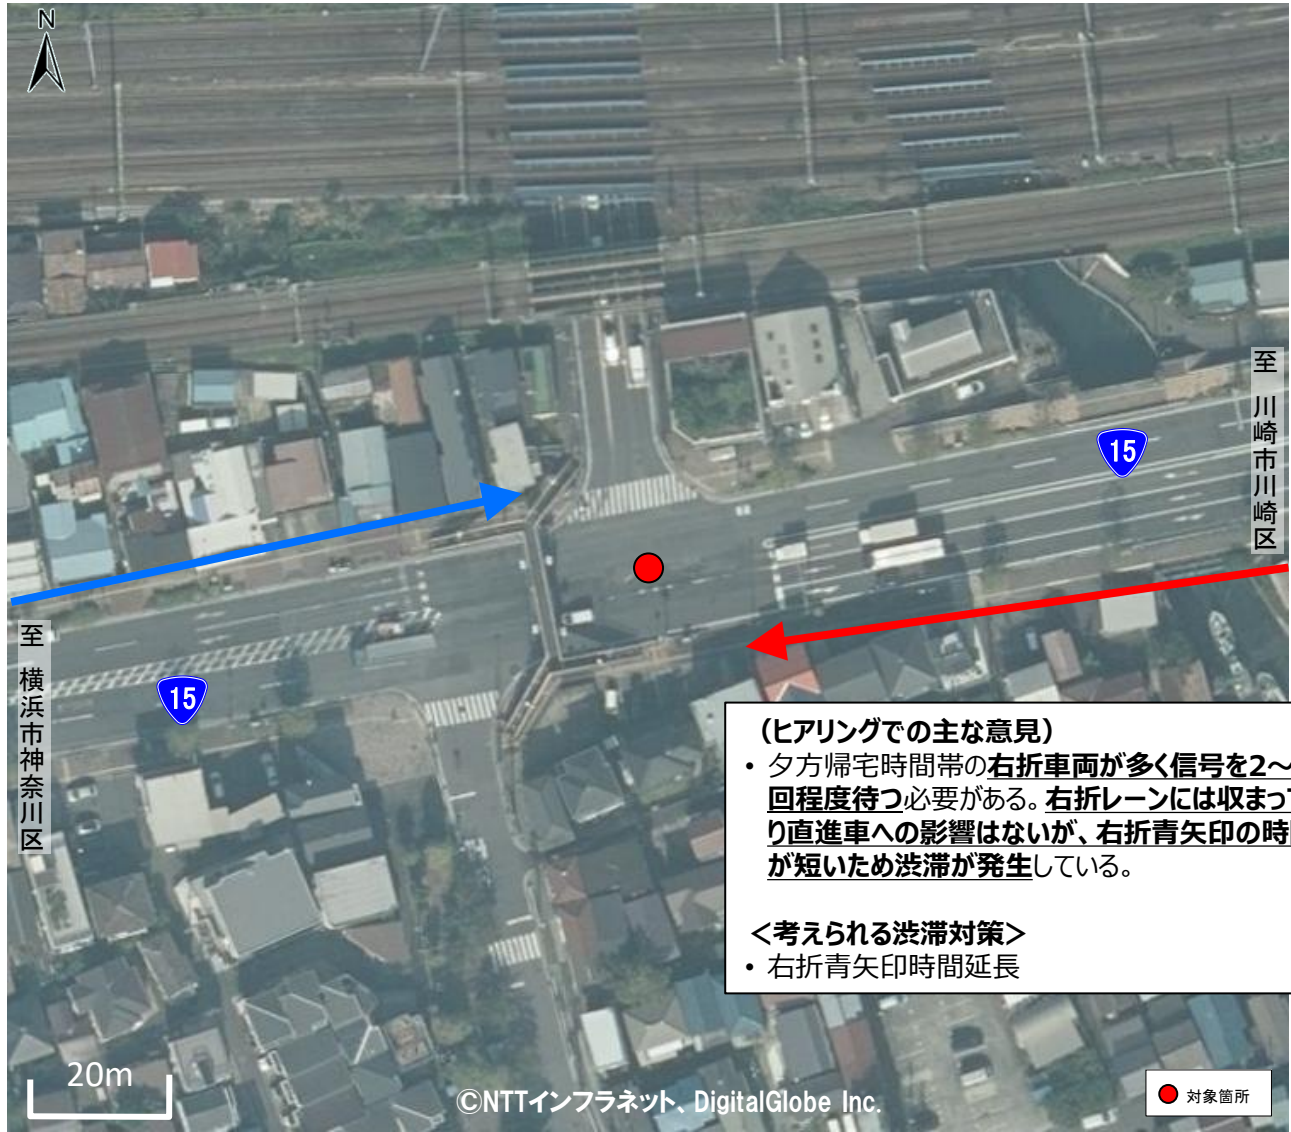 N
至 川崎市川崎区
15
至 横浜市神奈川区
15
（ヒアリングでの主な意見）
• 夕方帰宅時間帯の右折車両が多く信号を2～
回程度待つ必要がある。右折レーンには収まっ
り直進車への影響はないが、右折青矢印の時
が短いため渋滞が発生している。
＜考えられる渋滞対策＞
• 右折青矢印時間延長
20m
©NTTインフラネット、DigitalGlobe Inc.
対象箇所